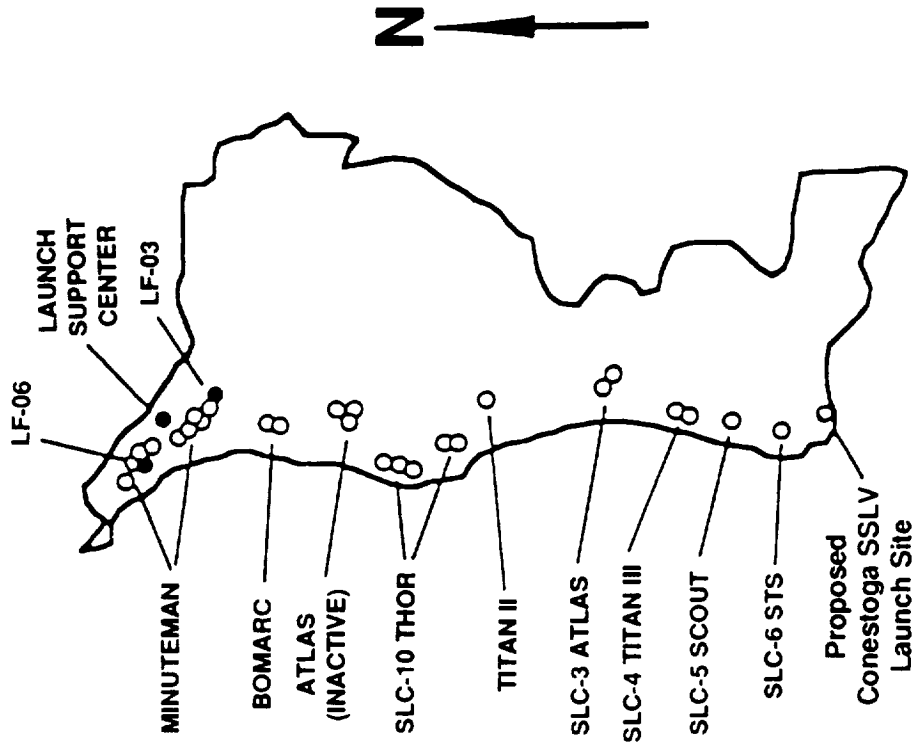 N
LAUNCH
SUPPORT
CENTER
LF-06
LF-03
MINUTEMAN
BOMARC
ATLAS
(INACTIVE)
SLC-10 THOR
TITAN II
SLC-3 ATLAS
SLC-4 TITAN III
SLC-5 SCOUT
SLC-6 STS
Proposed
Conestoga SSLV
Launch Site